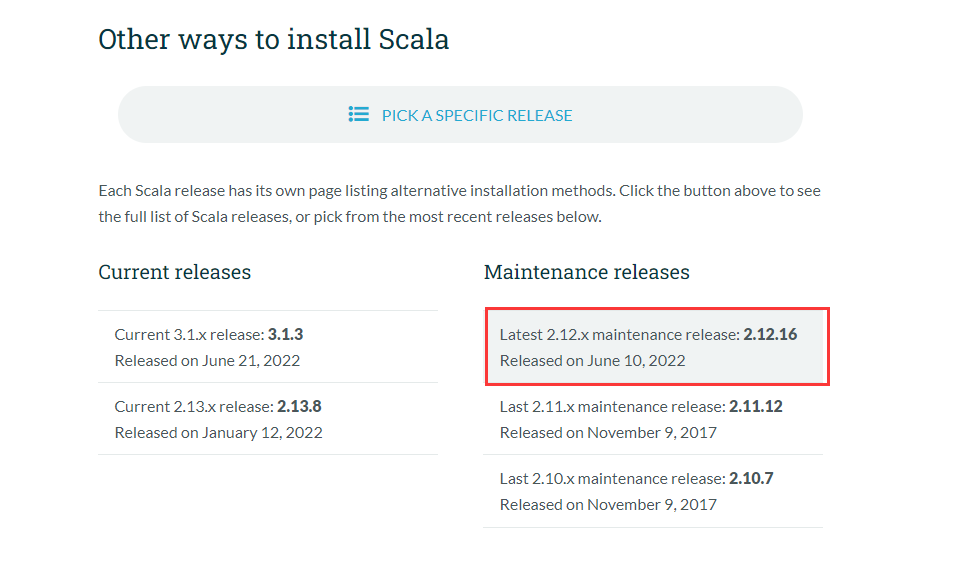 Other ways to install Scala
PICK A SPECIFIC RELEASE
Each Scala release has its own page listing alternative installation methods. Click the button above to see
the full list of Scala releases, or pick from the most recent releases below.
Current releases
Current 3.1.x release: 3.1.3
Released on June 21, 2022
Current 2.13.x release: 2.13.8
Released on January 12, 2022
Maintenance releases
Latest 2.12.x maintenance release: 2.12.16
Released on June 10, 2022
Last 2.11.x maintenance release: 2.11.12
Released on November 9, 2017
Last 2.10.x maintenance release: 2.10.7
Released on November 9, 2017